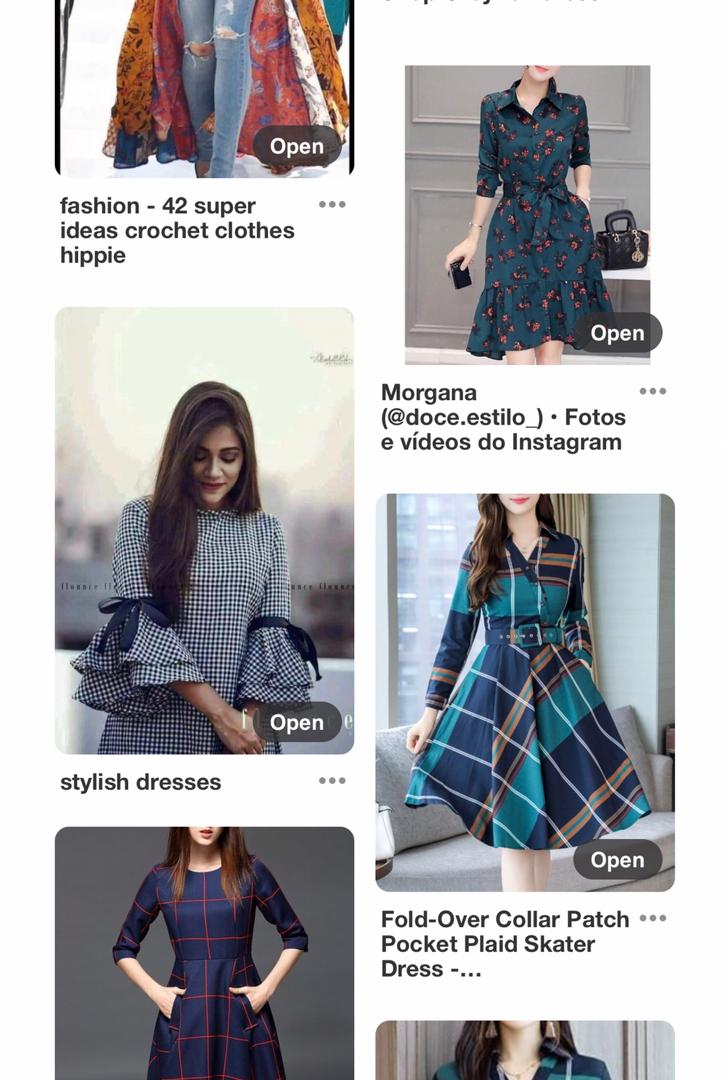 Open
fashion - 42 super
ideas crochet clothes
hippie
Open
stylish dresses
Open
Morgana
(@doce.estilo_) • Fotos
e vídeos do Instagram
Open
Fold-Over Collar Patch
Pocket Plaid Skater
Dress -...